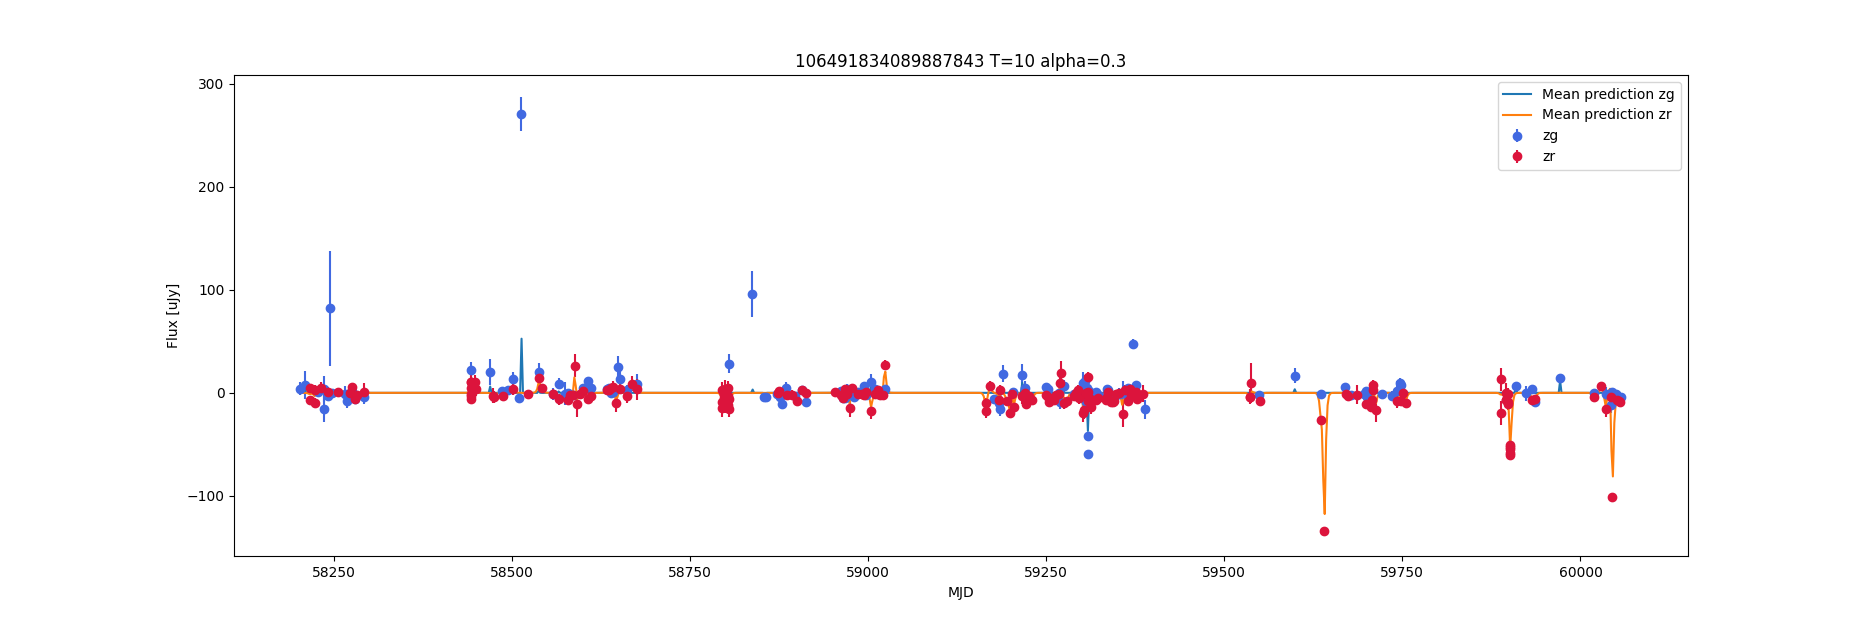 106491834089887843 T=10 alpha=0.3
300
200
100
0
−100
Flux [uJy]
58250
58500
58750
59000
59250
59500
59750
60000
MJD
Mean prediction zg
Mean prediction zr
zg
zr